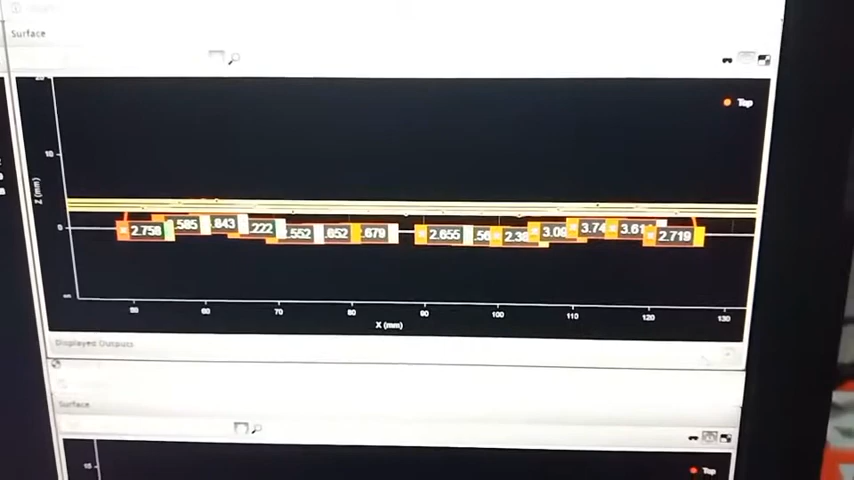 Surface
Top
10
Z (mm)
0
2.758 .585 .843 .222 2.552 .652 .679 2.655 .56 2.3 3.09 3.74 3.61 2.719
60 70 80 90 100 110 120 130
X (mm)
Displayed Outputs
Surface
Top